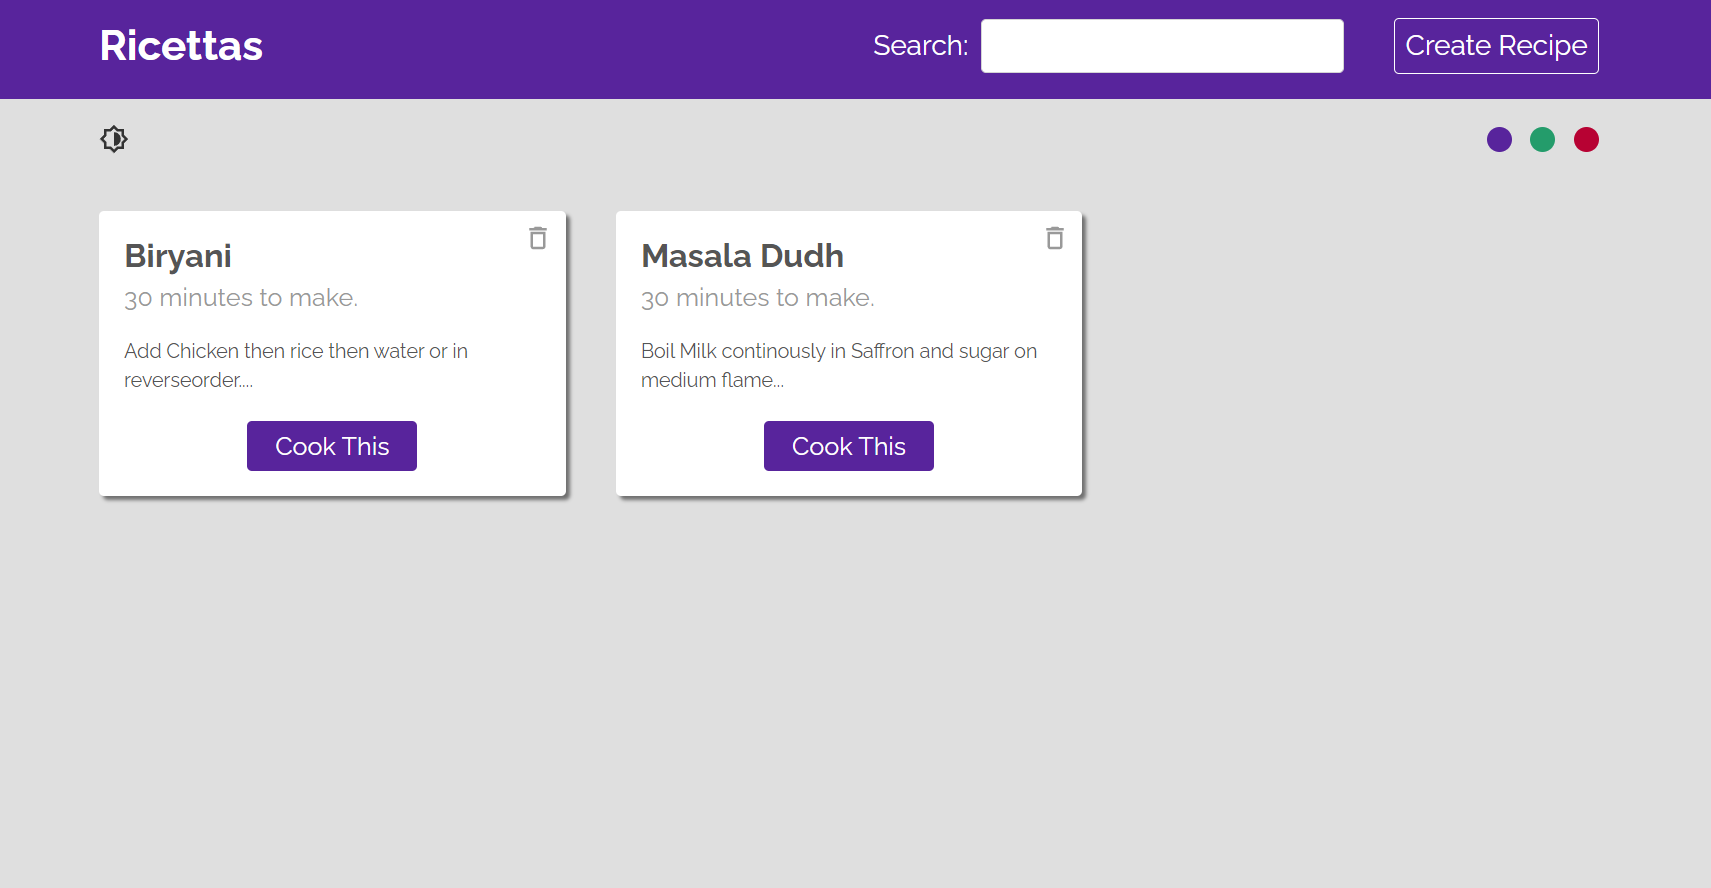 Ricettas
Search:
Create Recipe
Biryani
30 minutes to make.
Add Chicken then rice then water or in
reverseorder....
Cook This
Masala Dudh
30 minutes to make.
Boil Milk continously in Saffron and sugar on
medium flame...
Cook This